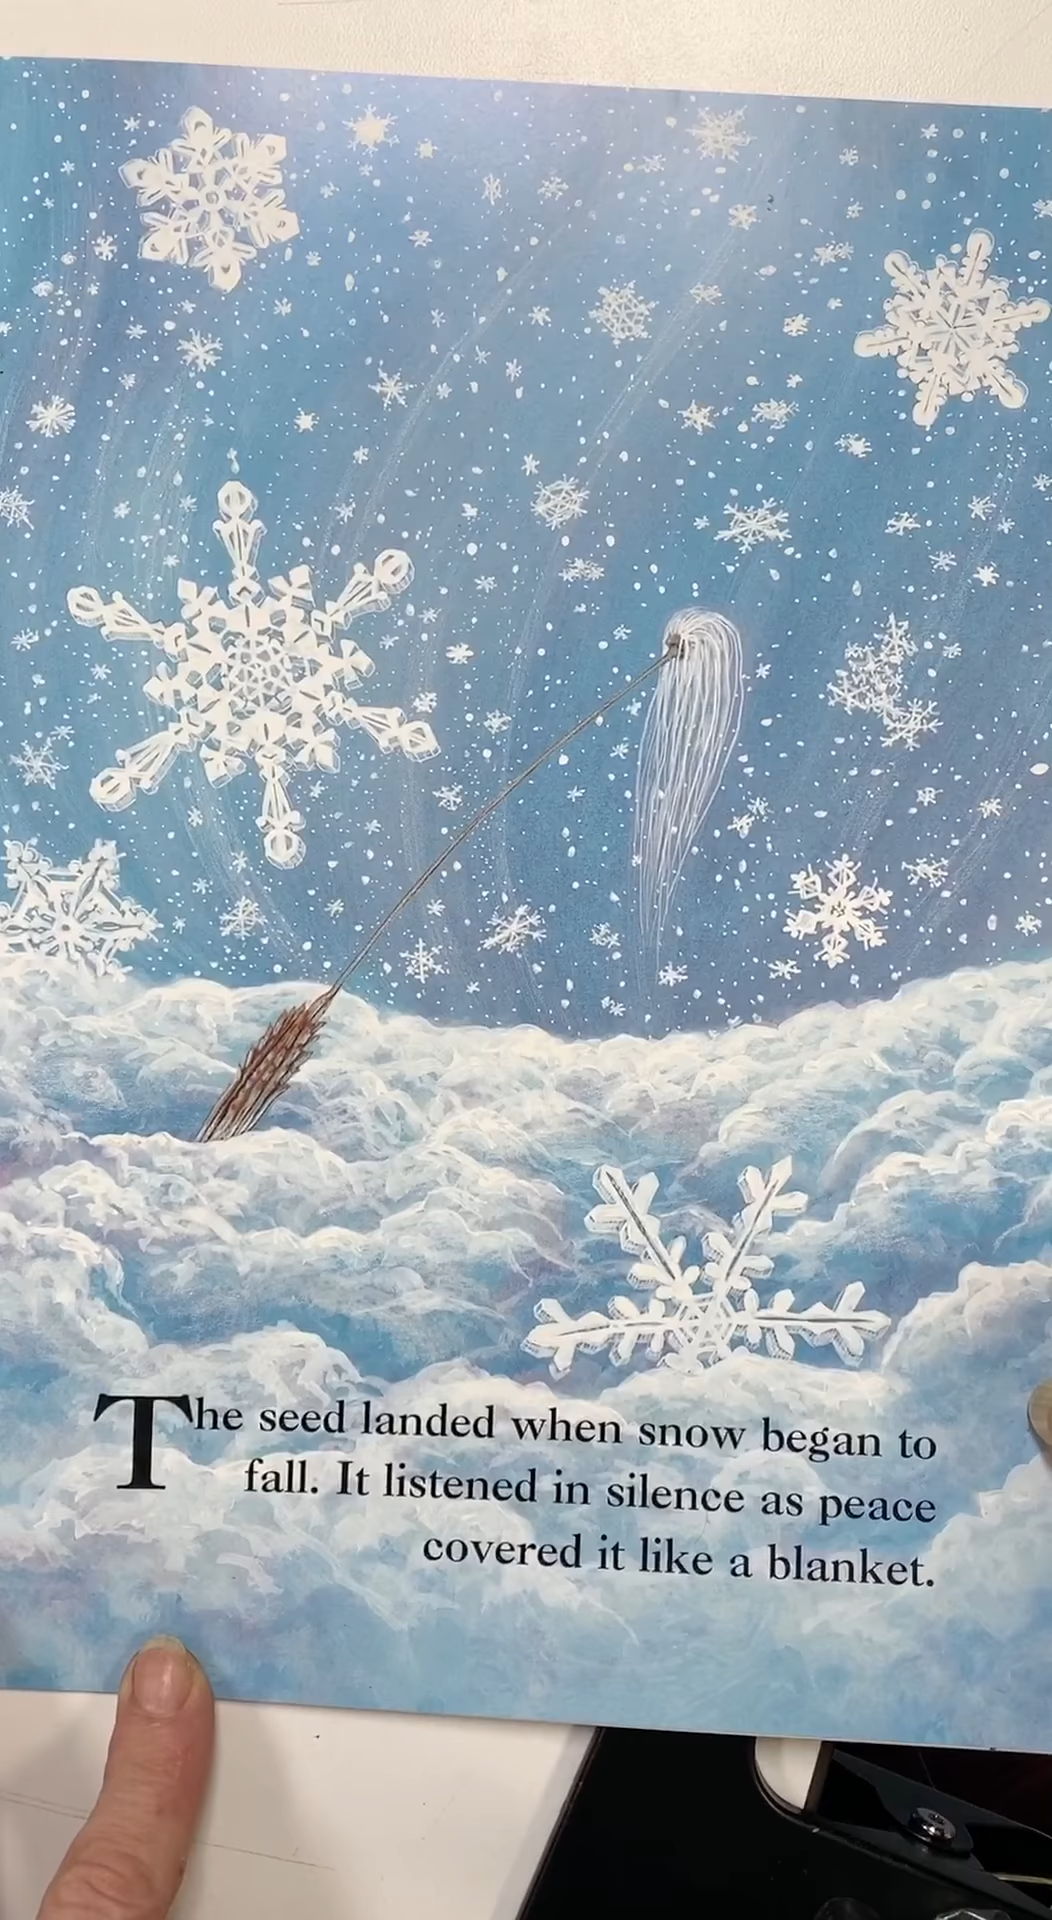 The seed landed when snow began to
fall. It listened in silence as peace
covered it like a blanket.